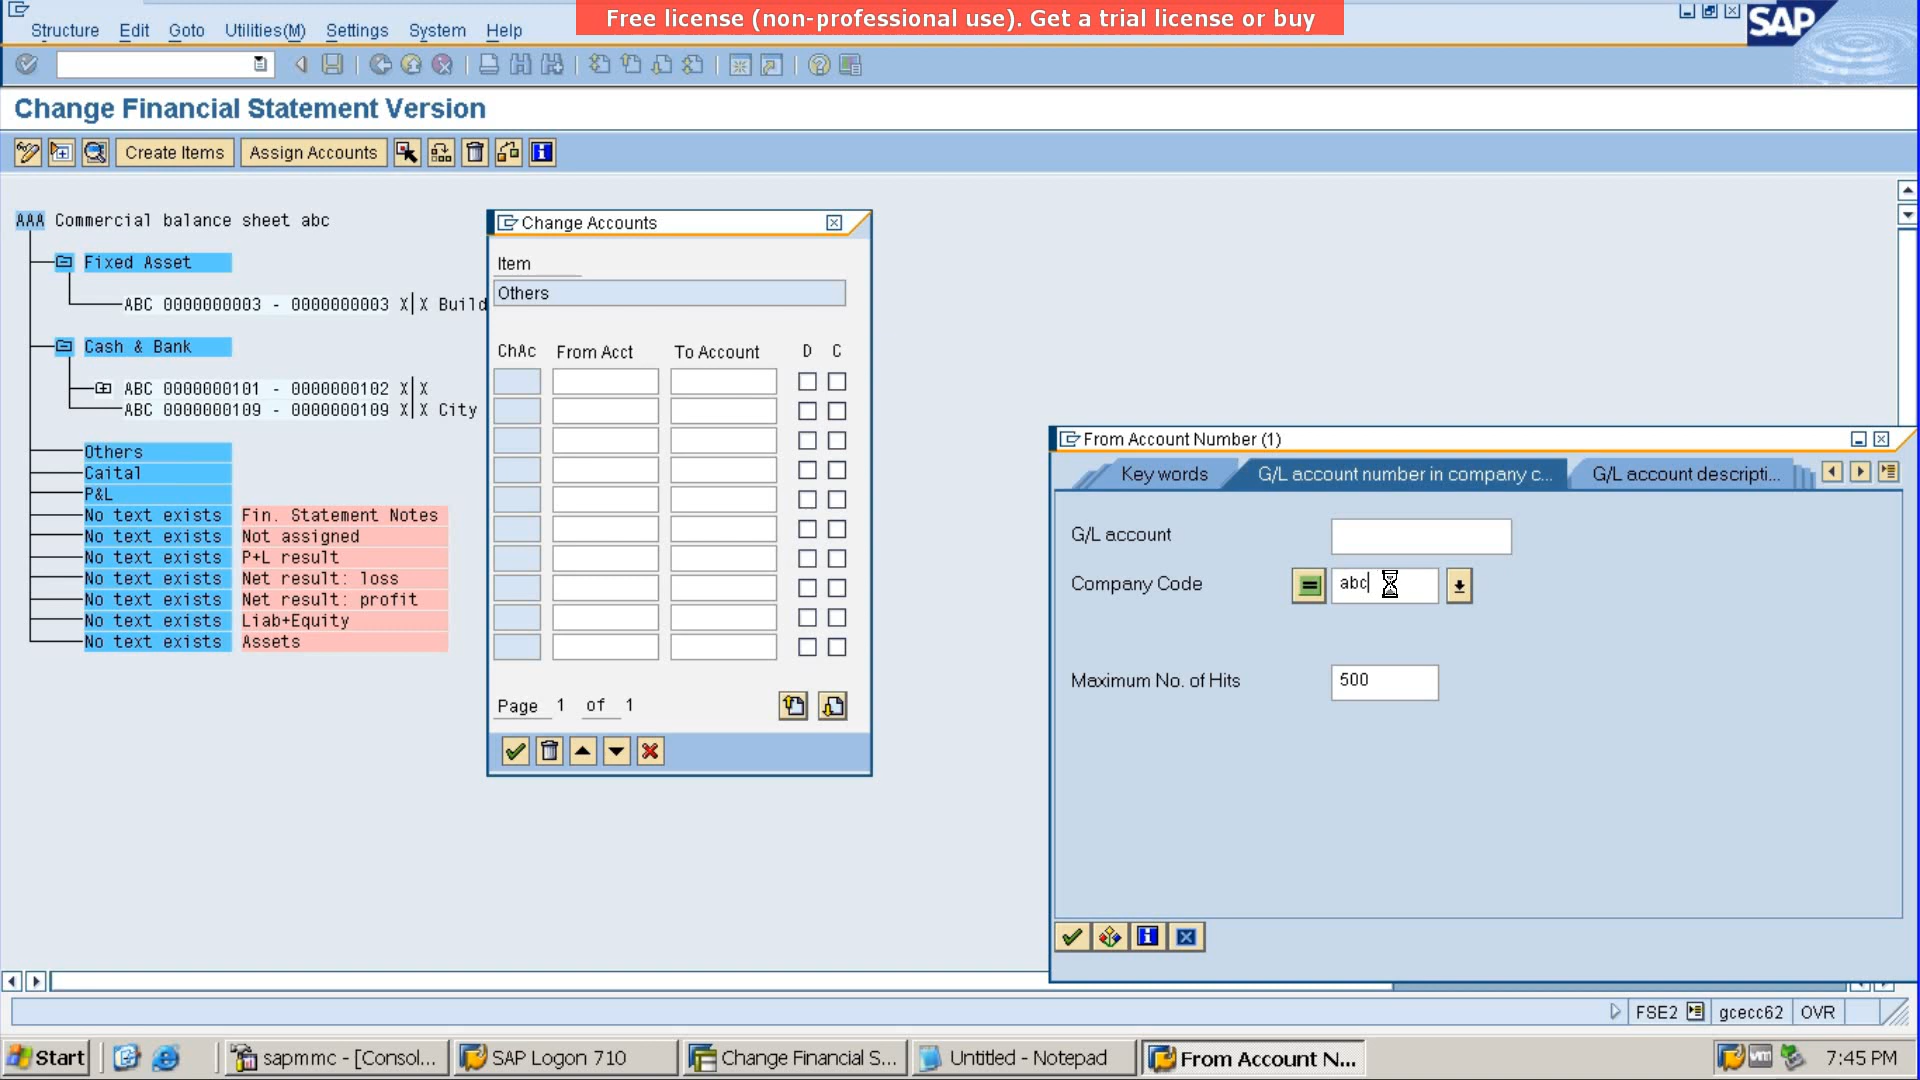 Free license (non-professional use). Get a trial license or buy
Structure Edit Goto Utilities(M) Settings System Help
SAP
Change Financial Statement Version
Create Items Assign Accounts
AAA Commercial balance sheet abc
Fixed Asset
ABC 0000000003 - 0000000003 X X Build
Cash & Bank
ABC 0000000101 - 0000000102 X X
ABC 0000000109 - 0000000109 X X City
Others
Caital
P&L
No text exists Fin. Statement Notes
No text exists Not assigned
No text exists P+L result
No text exists Net result: loss
No text exists Net result: profit
No text exists Liab+Equity
No text exists Assets
Change Accounts
Item
Others
ChAc From Acct To Account D C
Page 1 of 1
From Account Number (1)
Key words G/L account number in company c... G/L account descripti...
G/L account
Company Code abc
Maximum No. of Hits 500
FSE2 gcecc62 OVR
Start sapmmc - [Consol... SAP Logon 710 Change Financial S... Untitled - Notepad From Account N... 7:45 PM